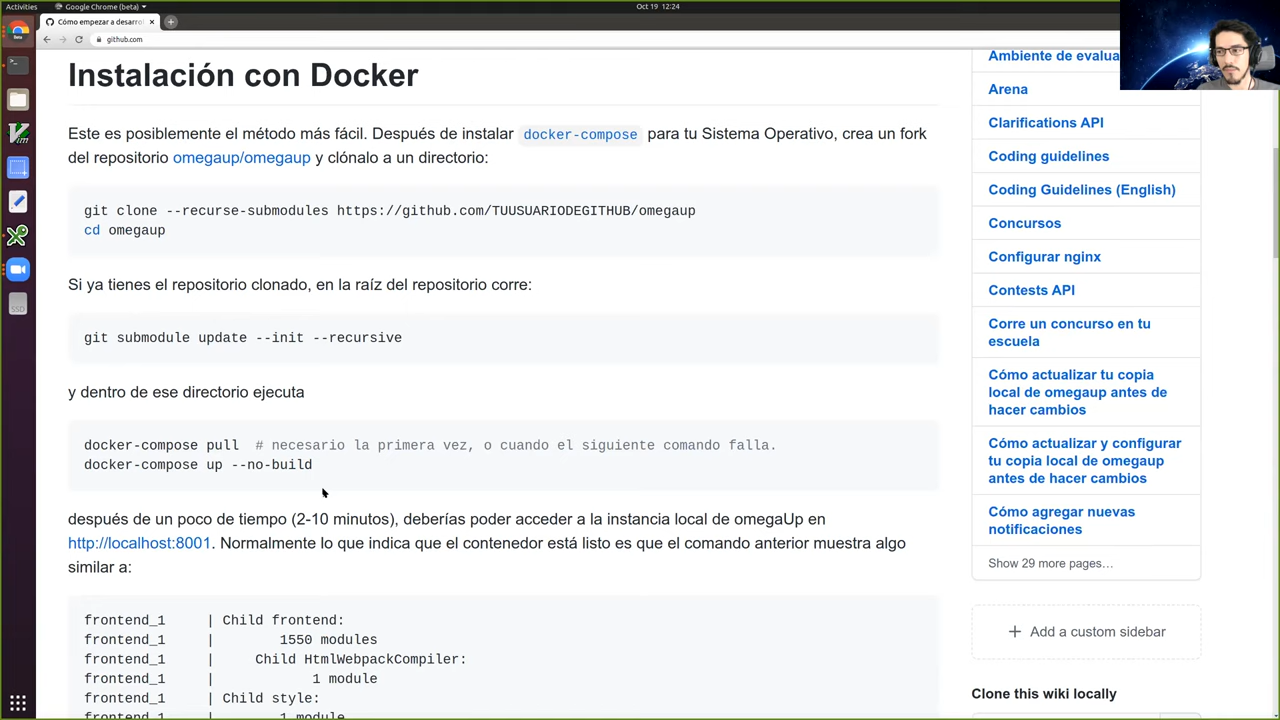 Activities
Google Chrome (beta)
Oct 19 12:24
Cómo empezar a desarro
github.com
Instalación con Docker
Este es posiblemente el método más fácil. Después de instalar docker-compose para tu Sistema Operativo, crea un fork
del repositorio omegaup/omegaup y clónalo a un directorio:
git clone --recurse-submodules https://github.com/TUUSUARIODEGITHUB/omegaup
cd omegaup
Si ya tienes el repositorio clonado, en la raíz del repositorio corre:
git submodule update --init --recursive
y dentro de ese directorio ejecuta
docker-compose pull # necesario la primera vez, o cuando el siguiente comando falla.
docker-compose up --no-build
después de un poco de tiempo (2-10 minutos), deberías poder acceder a la instancia local de omegaUp en
http://localhost:8001. Normalmente lo que indica que el contenedor está listo es que el comando anterior muestra algo
similar a:
frontend_1 | Child frontend:
frontend_1 | 1550 modules
frontend_1 | Child HtmlWebpackCompiler:
frontend_1 | 1 module
frontend_1 | Child style:
frontend_1 | 1 module
Ambiente de evalua
Arena
Clarifications API
Coding guidelines
Coding Guidelines (English)
Concursos
Configurar nginx
Contests API
Corre un concurso en tu
escuela
Cómo actualizar tu copia
local de omegaup antes de
hacer cambios
Cómo actualizar y configurar
tu copia local de omegaup
antes de hacer cambios
Cómo agregar nuevas
notificaciones
Show 29 more pages…
Add a custom sidebar
Clone this wiki locally
SSD